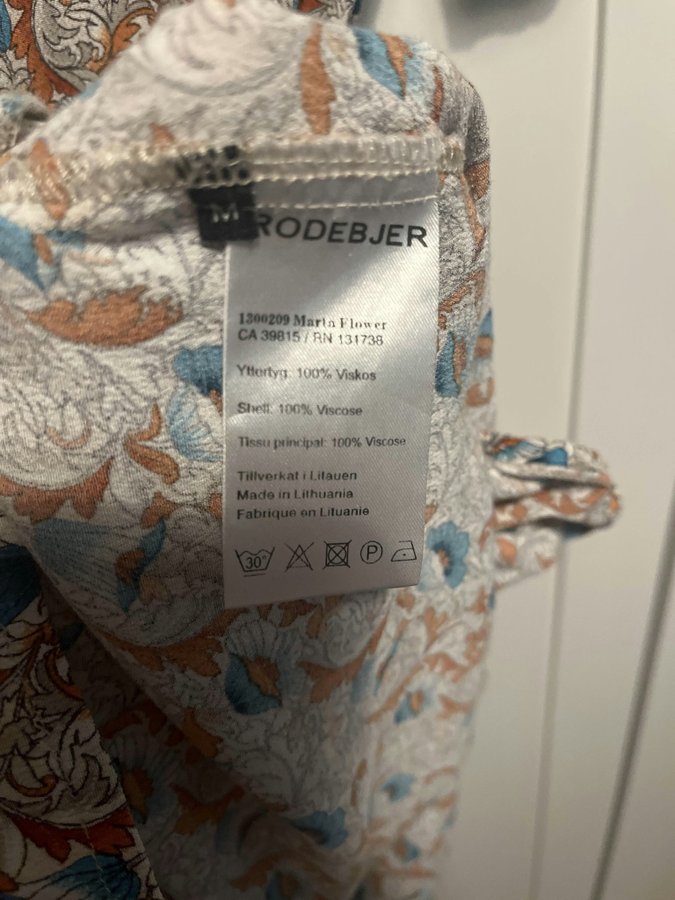 M
RODEBJER
1300209 Marta Flower
CA 39815 / RN 131738
Yttertyg: 100% Viskos
Shell: 100% Viscose
Tissu principal: 100% Viscose
Tillverkat i Litauen
Made in Lithuania
Fabrique en Lituanie
30°
P